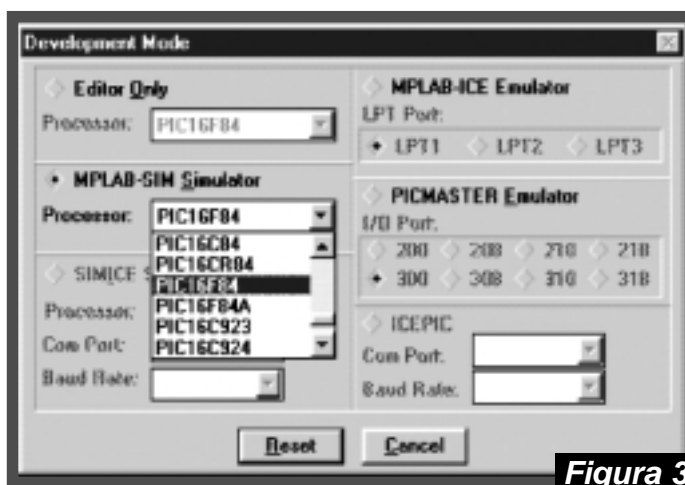 Development Mode
Editor Only
Processor: PIC16F84
MPLAB-SIM Simulator
Processor: PIC16F84
PIC16C84
PIC16CR84
PIC16F84
PIC16F84A
PIC16C923
PIC16C924
SIMICE S
Processor:
Com Port:
Baud Rate:
MPLAB-ICE Emulator
LPT Port:
LPT1 LPT2 LPT3
PICMASTER Emulator
I/O Port:
200 208 210 218
300 308 310 318
ICEPIC
Com Port:
Baud Rate:
Reset Cancel
Figura 3